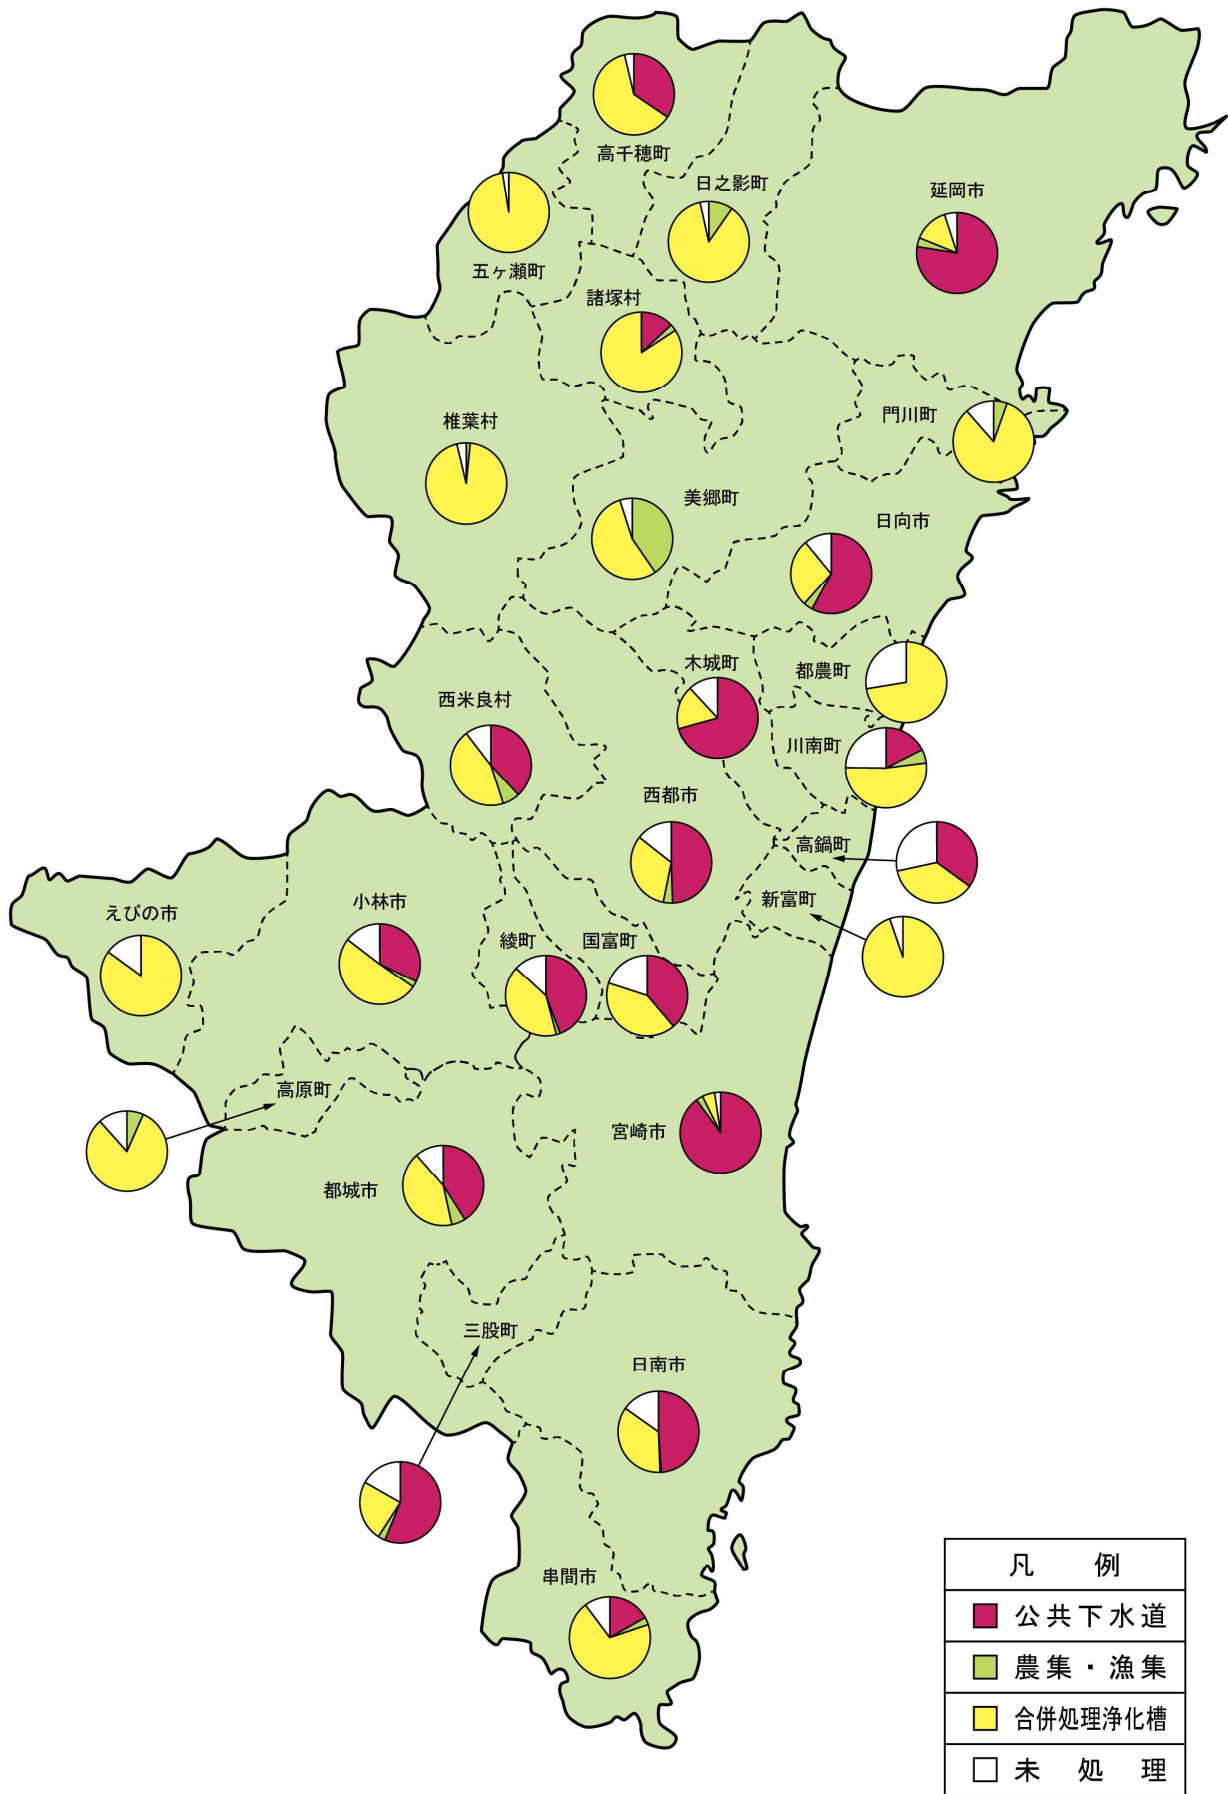 高千穂町
日之影町
延岡市
五ヶ瀬町
諸塚村
門川町
椎葉村
美郷町
日向市
木城町
都農町
西米良村
川南町
西都市
高鍋町
新富町
小林市
えびの市
綾町
国富町
高原町
宮崎市
都城市
三股町
日南市
串間市
凡例
公共下水道
農集・漁集
合併処理浄化槽
未処理